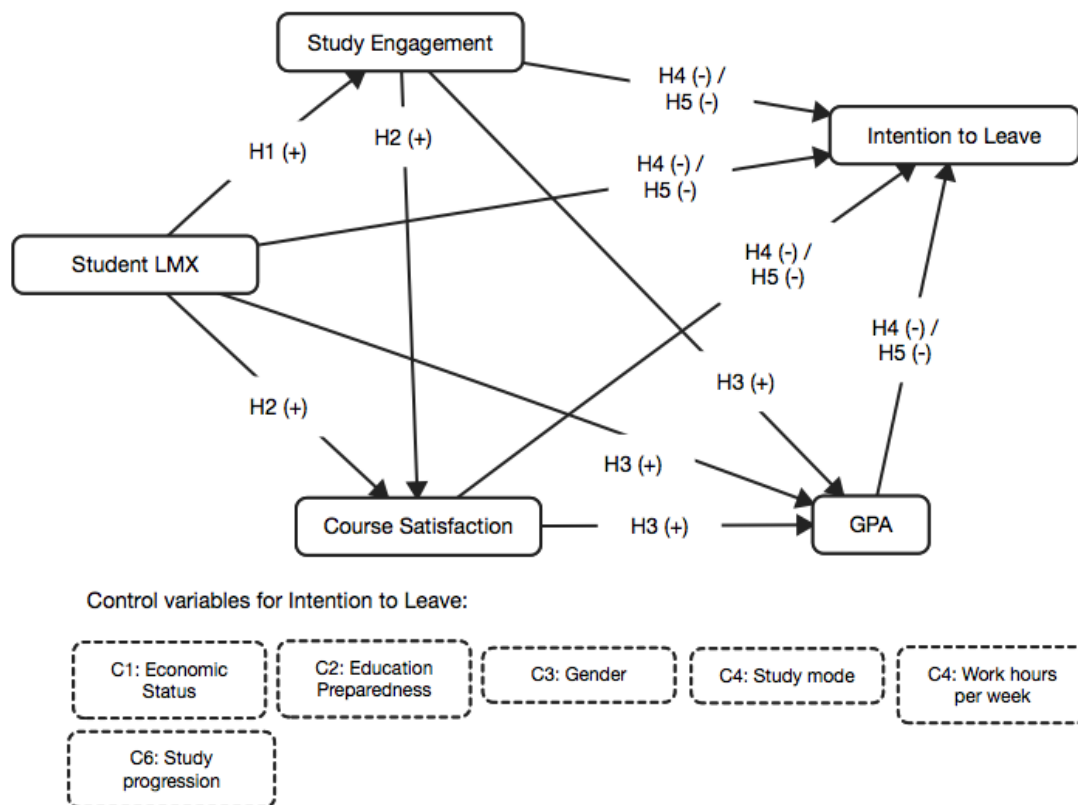 Study Engagement
H4 (-) /
H5 (-)
Intention to Leave
H1 (+)
H2 (+)
H4 (-) /
H5 (-)
Student LMX
H4 (-) /
H5 (-)
H4 (-) /
H5 (-)
H3 (+)
H2 (+)
H3 (+)
Course Satisfaction
H3 (+)
GPA
Control variables for Intention to Leave:
C1: Economic
Status
C2: Education
Preparedness
C3: Gender
C4: Study mode
C4: Work hours
per week
C6: Study
progression